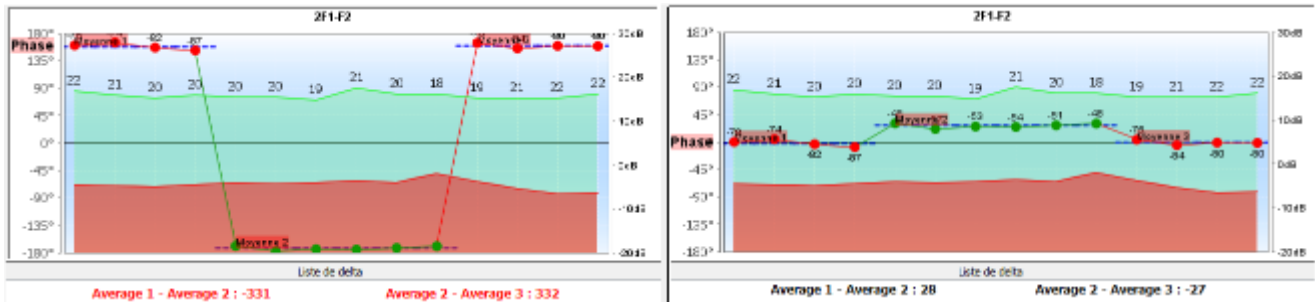 2F1-F2
180°
Phase
135°
90°
45°
0°
-45°
-90°
-135°
-180°
22 21 20 20 20 20 19 21 20 18 19 21 22 22
-82 -87
Moyenne 2
30dB
20dB
10dB
0dB
-10dB
-20dB
Liste de delta
Average 1 - Average 2 : -331
Average 2 - Average 3 : 332
2F1-F2
180°
135°
90°
45°
Phase
-45°
-90°
-135°
-180°
22 21 20 20 20 20 19 21 20 18 19 21 22 22
-78 -74 -82 -87 -53 -54 -51 -48 -84 -80 -80
Moyenne 2
Moyenne 3
30dB
20dB
10dB
0dB
-10dB
-20dB
Liste de delta
Average 1 - Average 2 : 28
Average 2 - Average 3 : -27